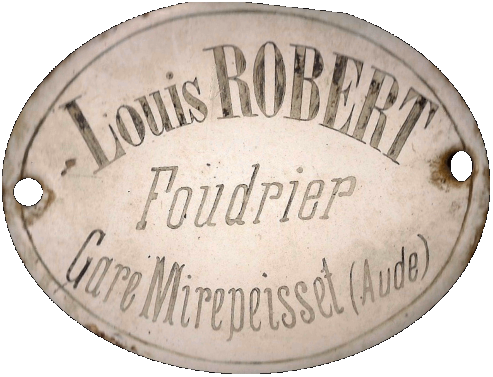 Louis ROBERT
Foudrier
Gare Mirepeisset (Aude)